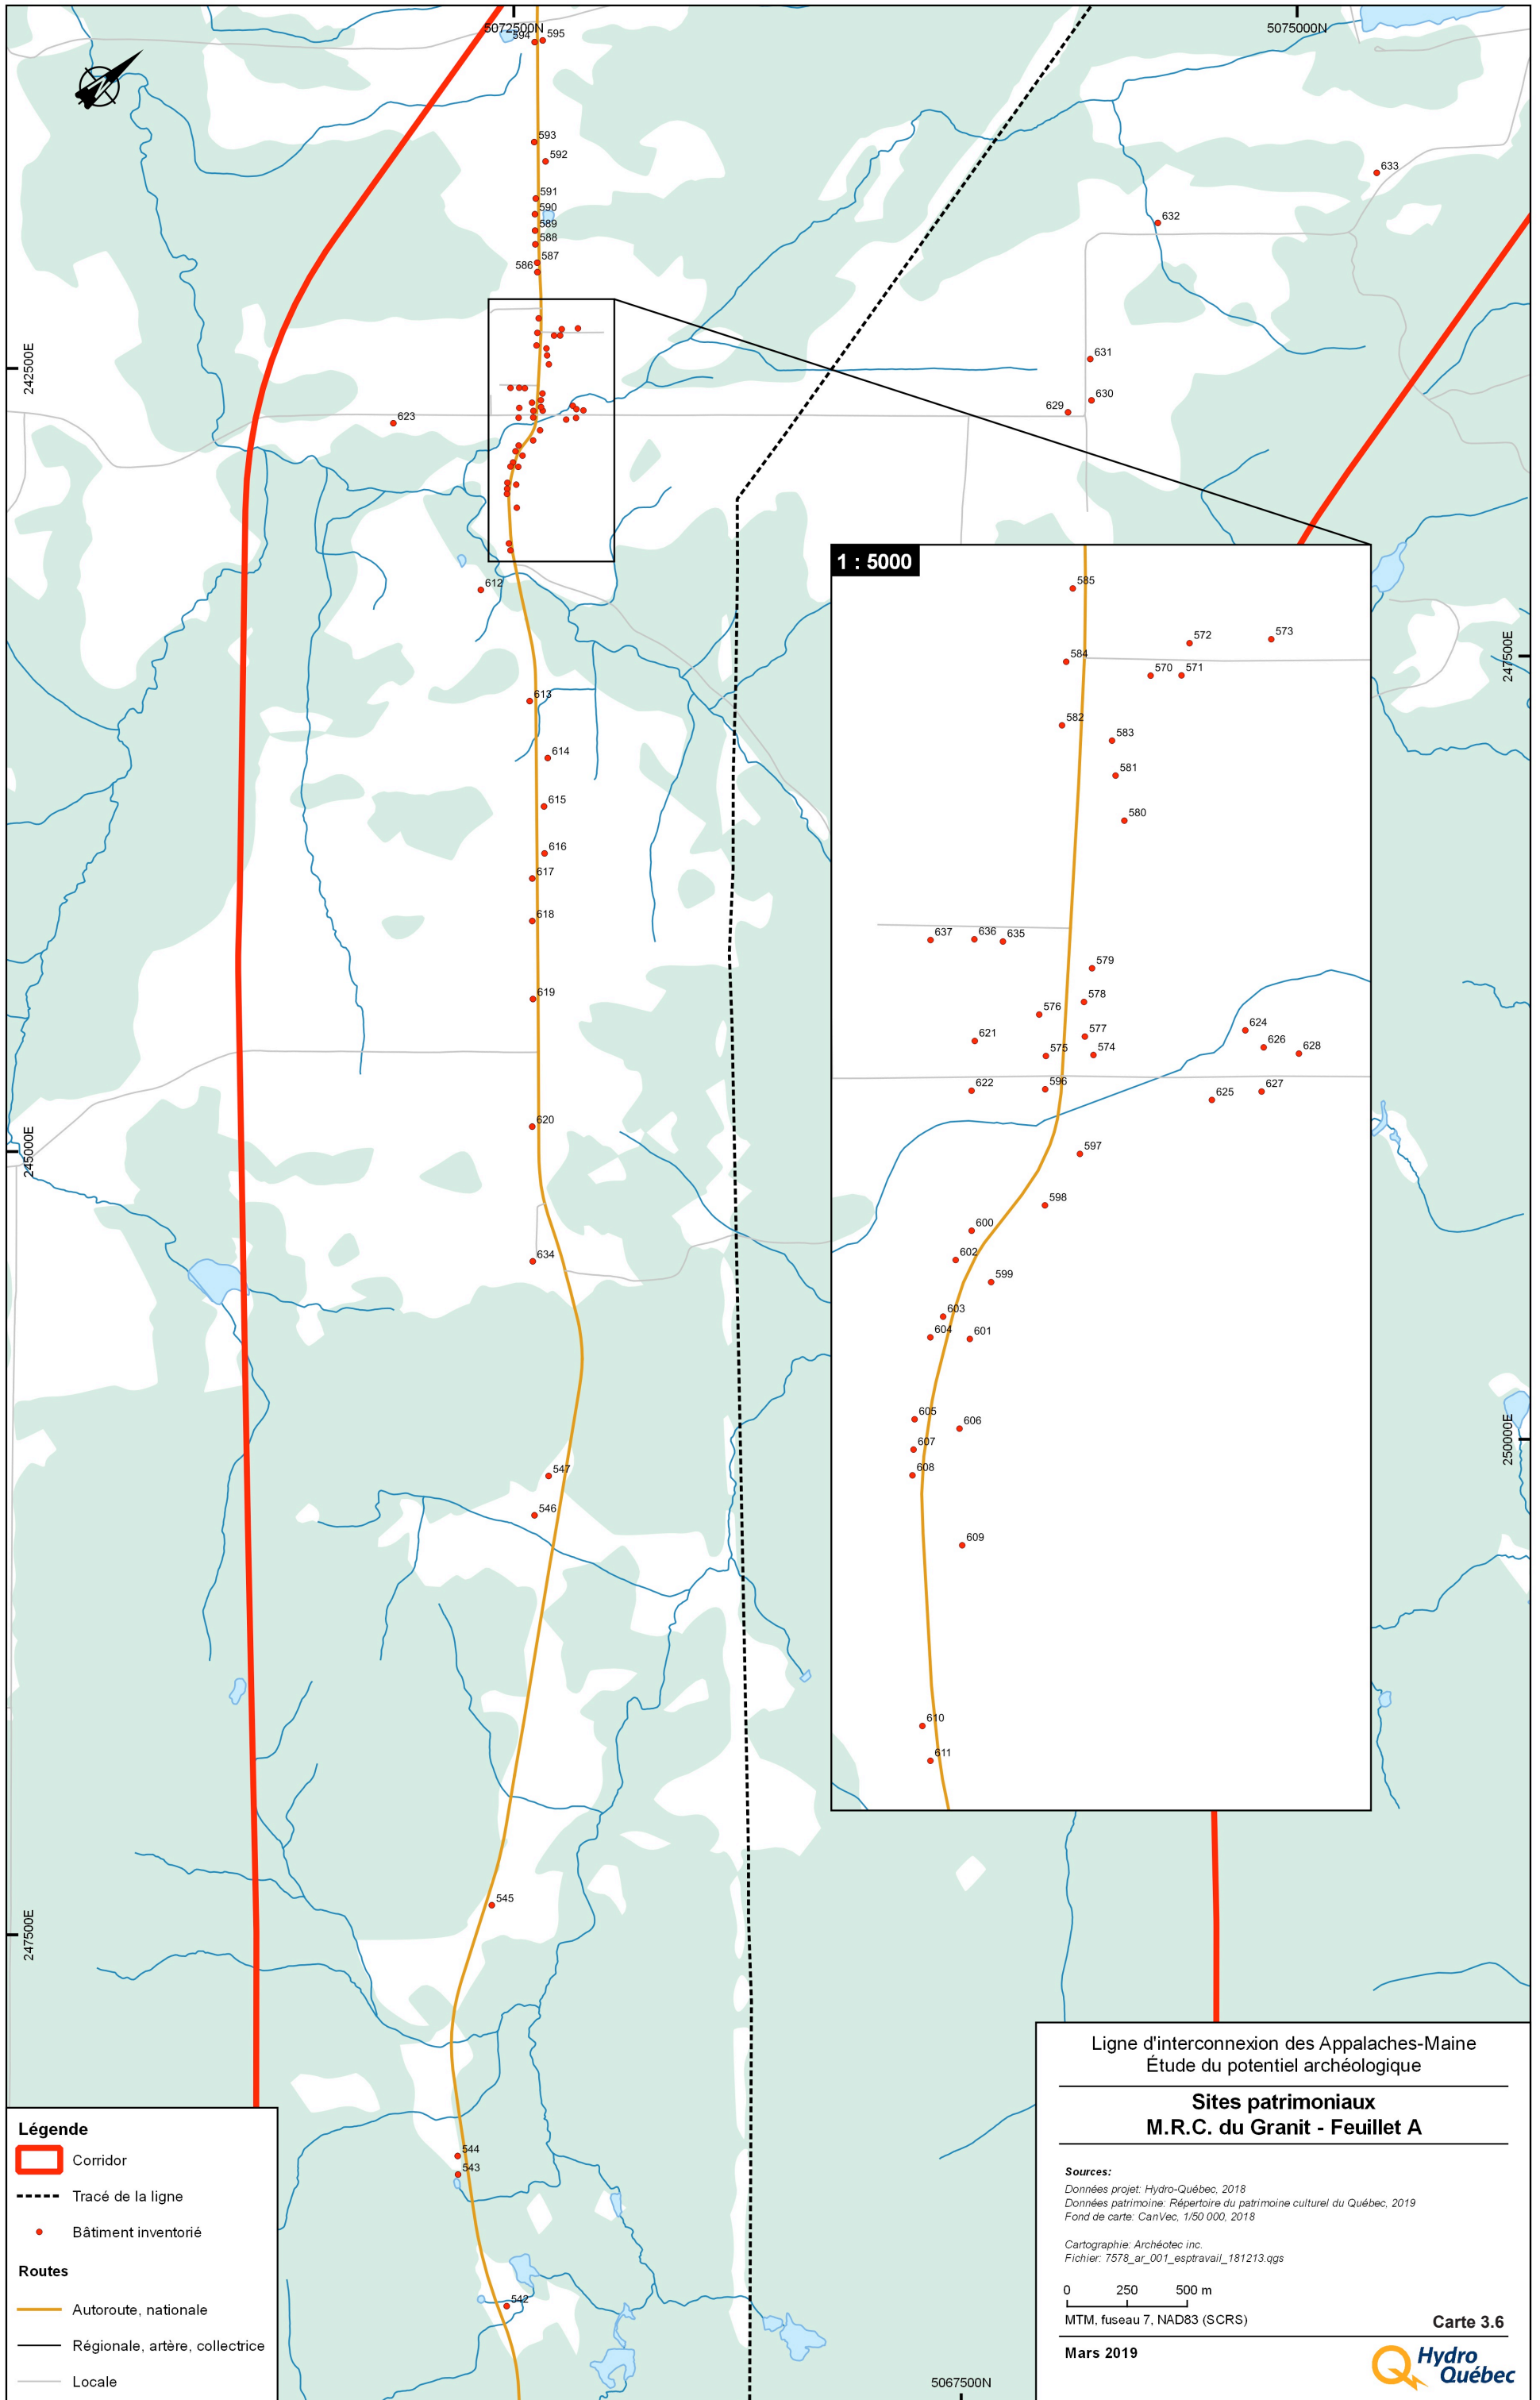 5072500N
5075000N
594
595
593
592
591
590
589
588
587
586
633
632
631
630
629
623
242500E
612
613
614
615
616
617
618
619
620
634
547
546
545
544
543
542
245000E
247500E
247500E
250000E
1 : 5000
585
572
573
584
570
571
582
583
581
580
637
636
635
579
578
576
577
621
575
574
624
626
628
622
596
625
627
597
598
600
602
599
603
604
601
605
606
607
608
609
610
611
Légende
Corridor
Tracé de la ligne
Bâtiment inventorié
Routes
Autoroute, nationale
Régionale, artère, collectrice
Locale
5067500N
Ligne d'interconnexion des Appalaches-Maine
Étude du potentiel archéologique
Sites patrimoniaux
M.R.C. du Granit - Feuillet A
Sources:
Données projet: Hydro-Québec, 2018
Données patrimoine: Répertoire du patrimoine culturel du Québec, 2019
Fond de carte: CanVec, 1/50 000, 2018
Cartographie: Archéotec inc.
Fichier: 7578_ar_001_esptravail_181213.qgs
0 250 500 m
MTM, fuseau 7, NAD83 (SCRS)
Carte 3.6
Mars 2019
Hydro
Québec